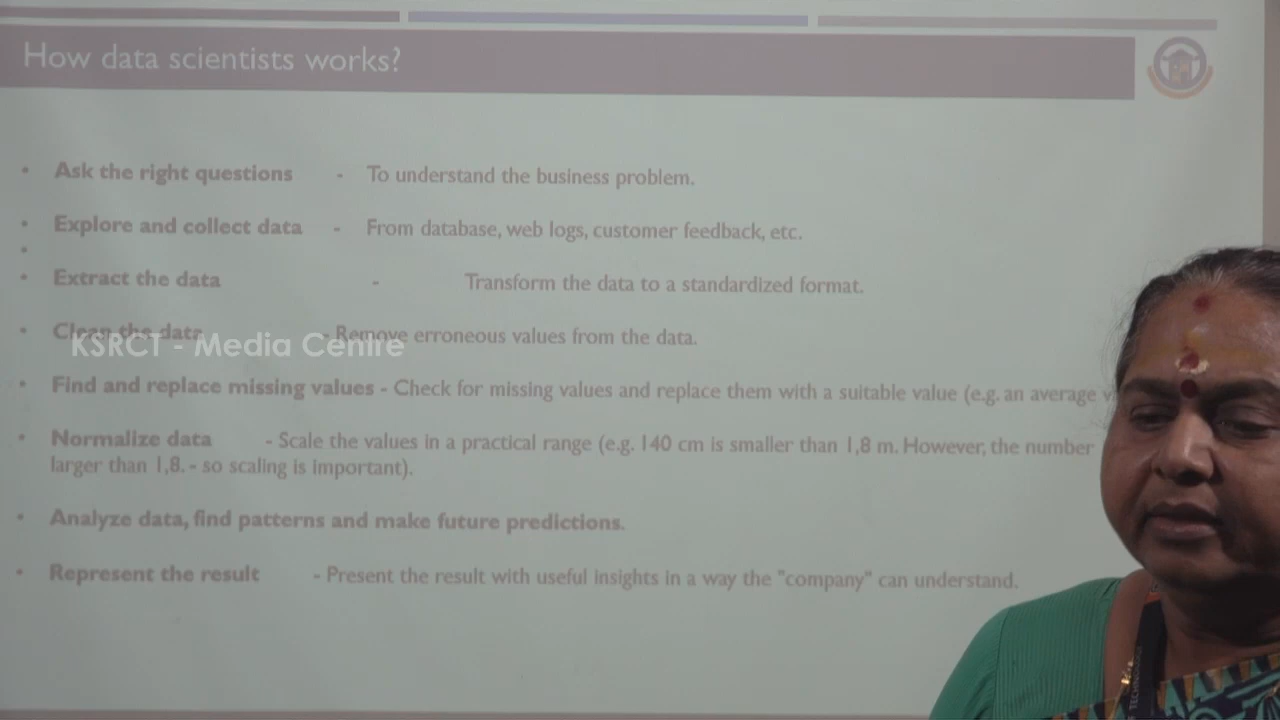 How data scientists works?
• Ask the right questions - To understand the business problem.
• Explore and collect data - From database, web logs, customer feedback, etc.
•
• Extract the data - Transform the data to a standardized format.
• Clean the data - Remove erroneous values from the data.
KSRCT - Media Centre
• Find and replace missing values - Check for missing values and replace them with a suitable value (e.g. an average
• Normalize data - Scale the values in a practical range (e.g. 140 cm is smaller than 1,8 m. However, the number
larger than 1,8. - so scaling is important).
• Analyze data, find patterns and make future predictions.
• Represent the result - Present the result with useful insights in a way the "company" can understand.